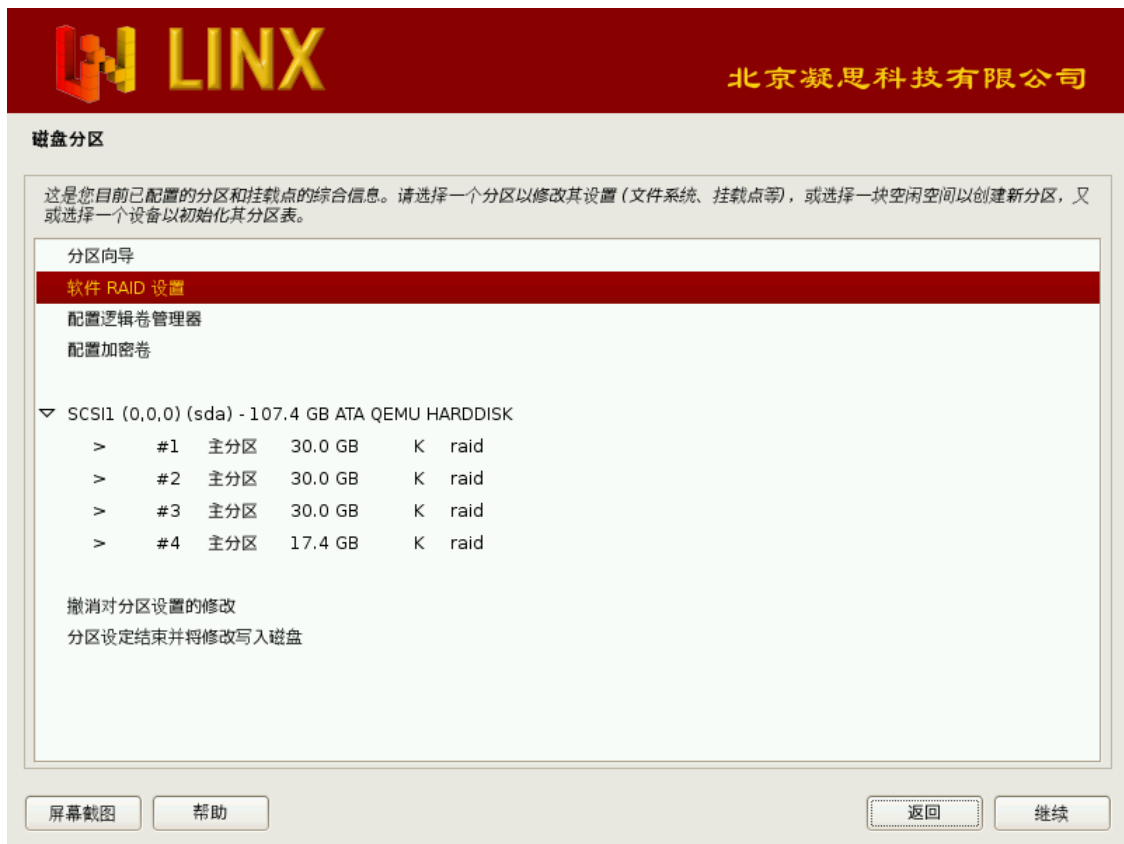 LINX
北京凝思科技有限公司
磁盘分区
这是您目前已配置的分区和挂载点的综合信息。请选择一个分区以修改其设置 (文件系统、挂载点等)，或选择一块空闲空间以创建新分区，又
或选择一个设备以初始化其分区表。
分区向导
软件 RAID 设置
配置逻辑卷管理器
配置加密卷
SCSI1 (0,0,0) (sda) - 107.4 GB ATA QEMU HARDDISK
> #1 主分区 30.0 GB K raid
> #2 主分区 30.0 GB K raid
> #3 主分区 30.0 GB K raid
> #4 主分区 17.4 GB K raid
撤消对分区设置的修改
分区设定结束并将修改写入磁盘
屏幕截图 帮助 返回 继续